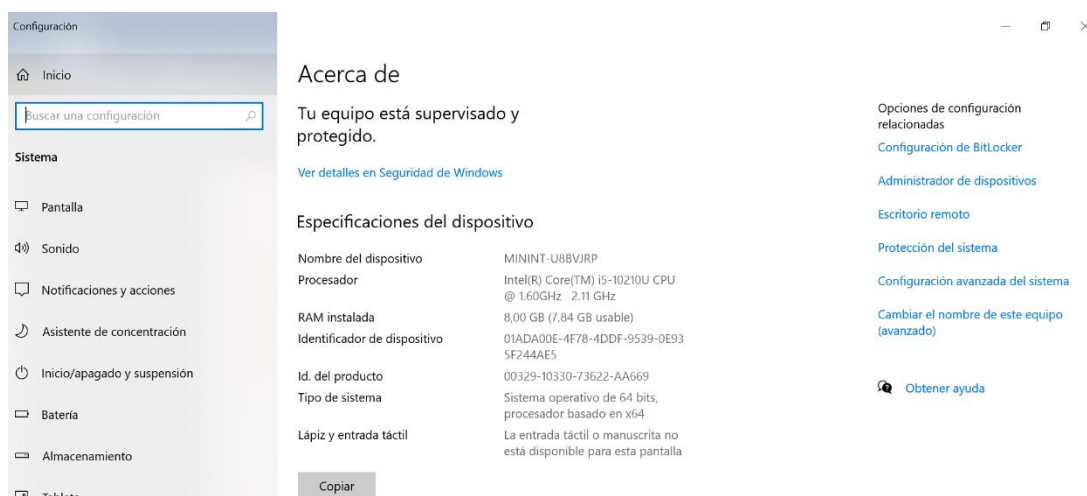 Configuración
Inicio
Buscar una configuración
Sistema
Pantalla
Sonido
Notificaciones y acciones
Asistente de concentración
Inicio/apagado y suspensión
Batería
Almacenamiento
Acerca de
Tu equipo está supervisado y
protegido.
Ver detalles en Seguridad de Windows
Especificaciones del dispositivo
Nombre del dispositivo MININT-U8BVJRP
Procesador Intel(R) Core(TM) i5-10210U CPU
@ 1.60GHz 2.11 GHz
RAM instalada 8,00 GB (7,84 GB usable)
Identificador de dispositivo 01ADA00E-4F78-4DDF-9539-0E93
5F244AE5
Id. del producto 00329-10330-73622-AA669
Tipo de sistema Sistema operativo de 64 bits,
procesador basado en x64
Lápiz y entrada táctil La entrada táctil o manuscrita no
está disponible para esta pantalla
Copiar
Opciones de configuración
relacionadas
Configuración de BitLocker
Administrador de dispositivos
Escritorio remoto
Protección del sistema
Configuración avanzada del sistema
Cambiar el nombre de este equipo
(avanzado)
Obtener ayuda